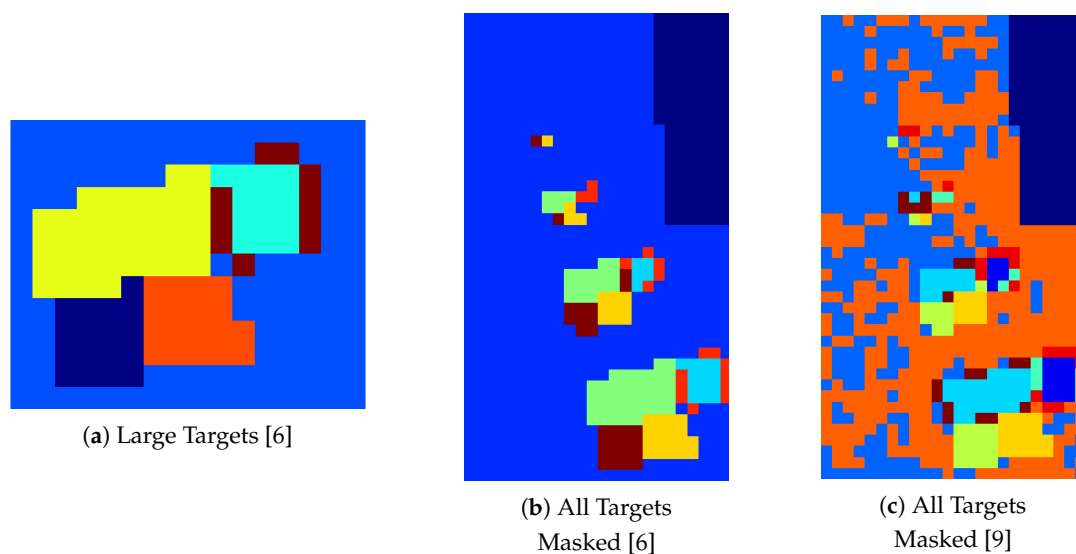 (a) Large Targets [6]
(b) All Targets
Masked [6]
(c) All Targets
Masked [9]